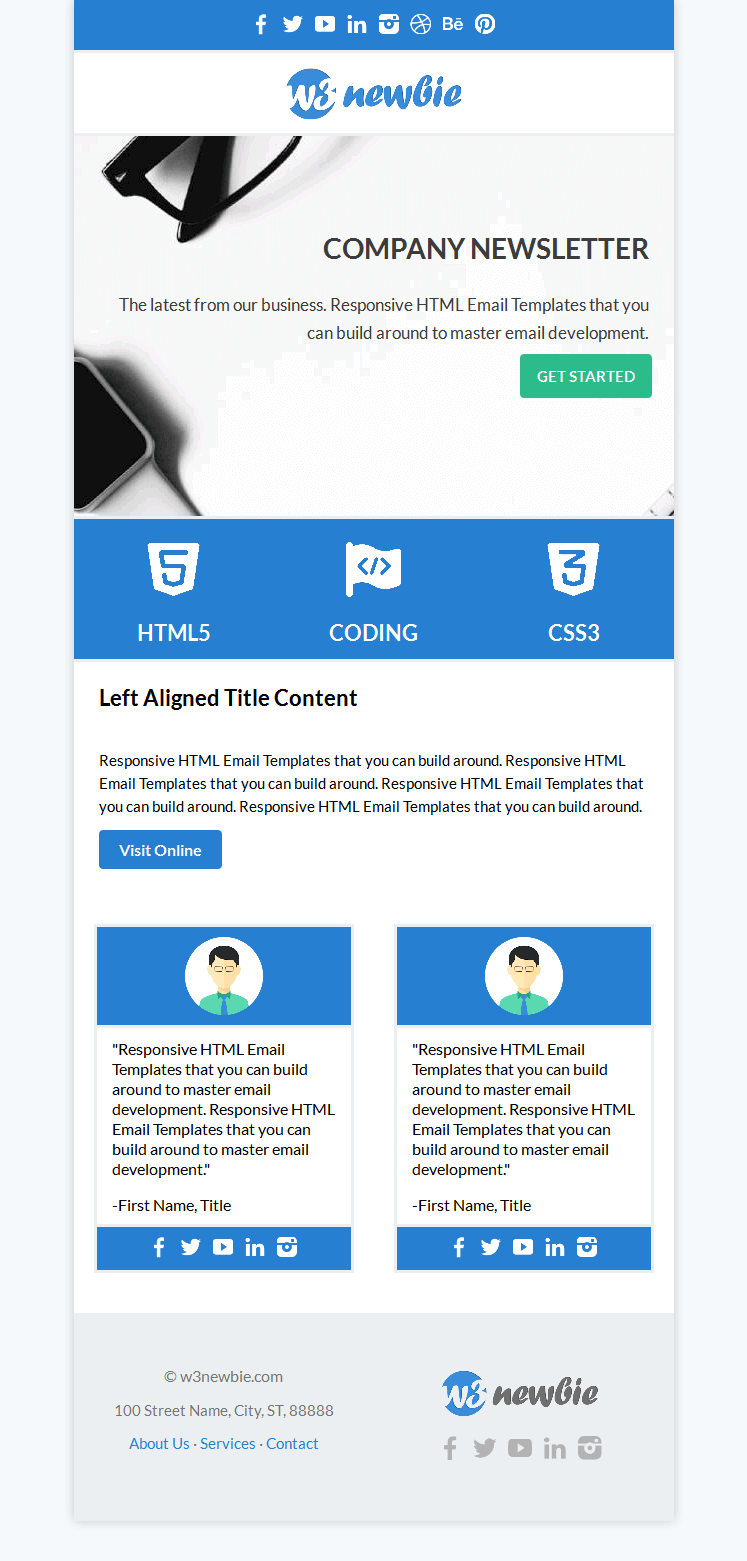 Bē
w3 newbie
COMPANY NEWSLETTER
The latest from our business. Responsive HTML Email Templates that you
can build around to master email development.
GET STARTED
5
</>
3
HTML5
CODING
CSS3
Left Aligned Title Content
Responsive HTML Email Templates that you can build around. Responsive HTML
Email Templates that you can build around. Responsive HTML Email Templates that
you can build around. Responsive HTML Email Templates that you can build around.
Visit Online
"Responsive HTML Email
Templates that you can build
around to master email
development. Responsive HTML
Email Templates that you can
build around to master email
development."
-First Name, Title
"Responsive HTML Email
Templates that you can build
around to master email
development. Responsive HTML
Email Templates that you can
build around to master email
development."
-First Name, Title
© w3newbie.com
100 Street Name, City, ST, 88888
About Us · Services · Contact
w3 newbie